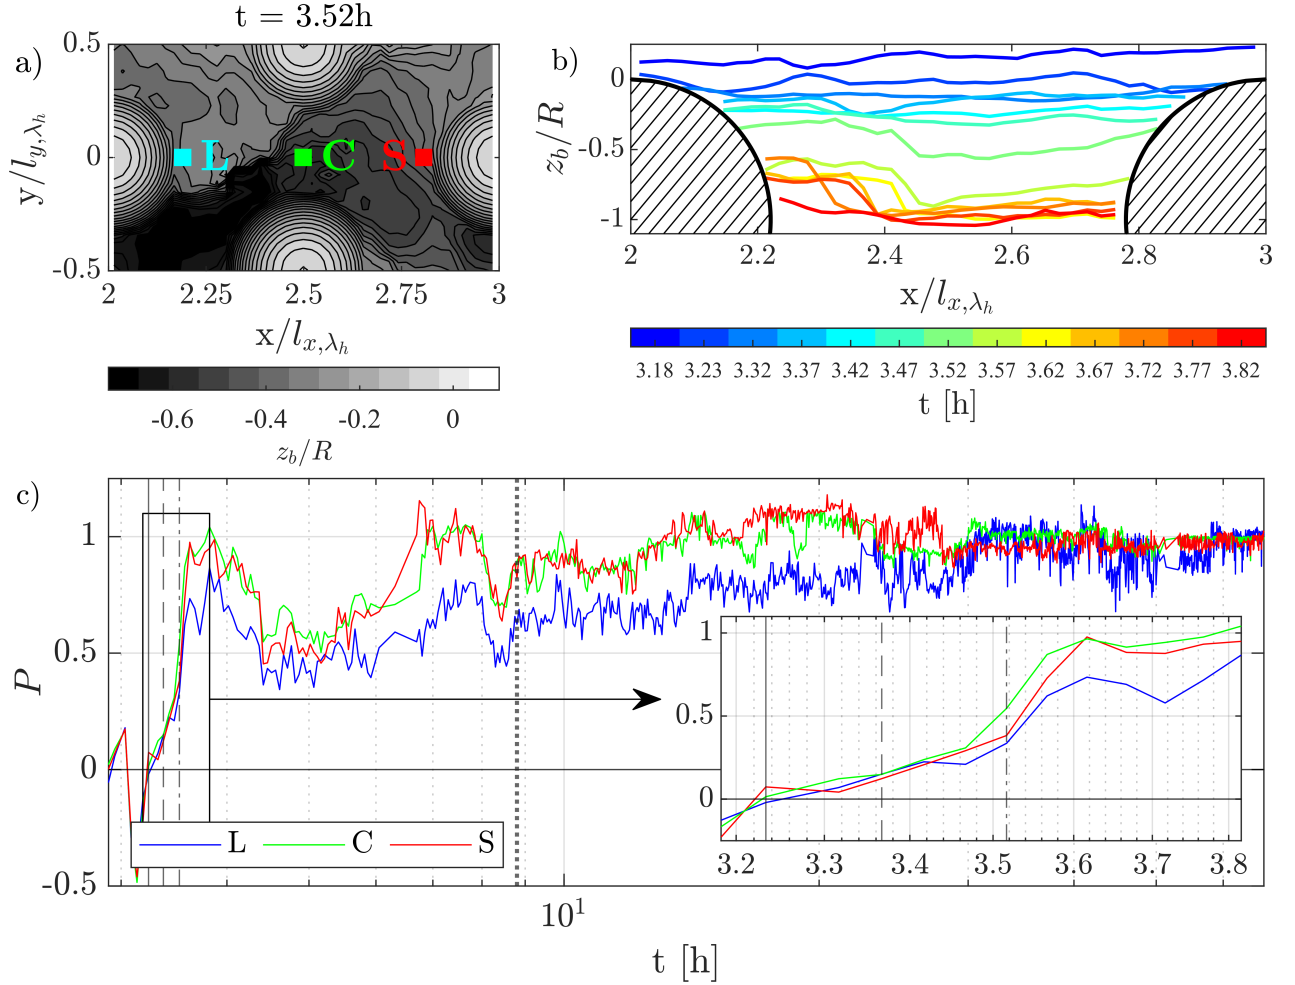 t = 3.52h
a)
0.5
0
-0.5
y/l_{y,λ_h}
L
C
S
2
2.25
2.5
2.75
3
x/l_{x,λ_h}
-0.6
-0.4
-0.2
0
z_b/R
b)
0
-0.5
-1
z_b/R
2
2.2
2.4
2.6
2.8
3
x/l_{x,λ_h}
3.18 3.23 3.32 3.37 3.42 3.47 3.52 3.57 3.62 3.67 3.72 3.77 3.82
t [h]
c)
1
0.5
0
-0.5
P
L
C
S
10^1
t [h]
1
0.5
0
3.2 3.3 3.4 3.5 3.6 3.7 3.8